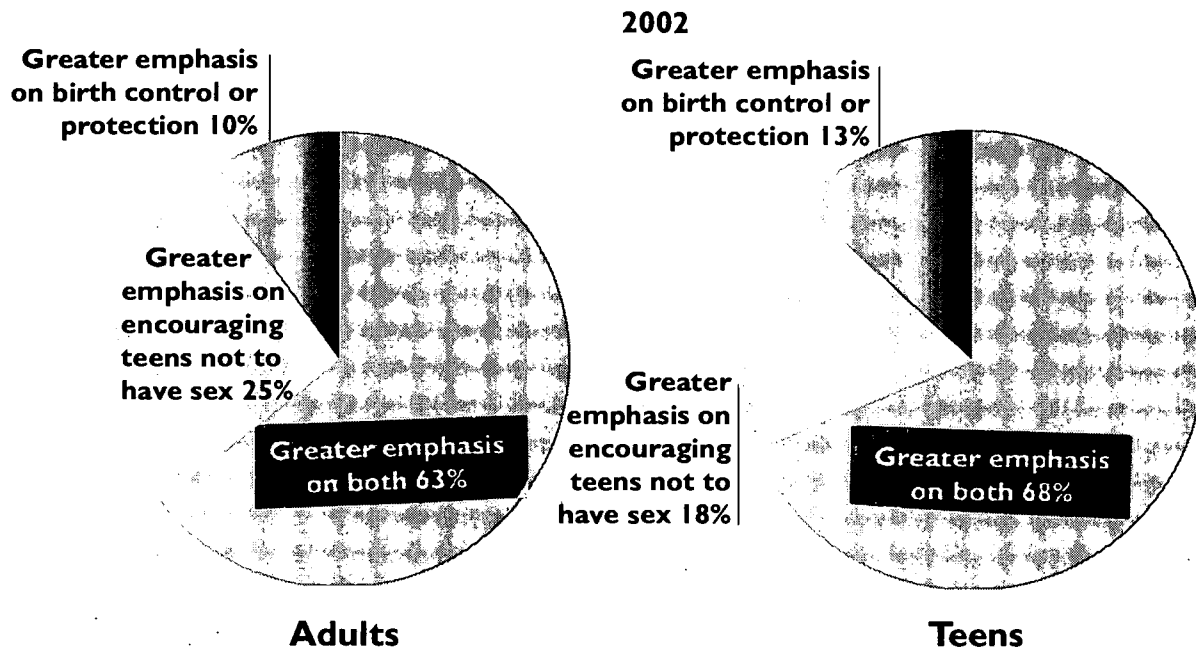 2002
Greater emphasis
on birth control or
protection 10%
Greater
emphasis on
encouraging
teens not to
have sex 25%
Greater emphasis
on both 63%
Adults
Greater emphasis
on birth control or
protection 13%
Greater
emphasis on
encouraging
teens not to
have sex 18%
Greater emphasis
on both 68%
Teens